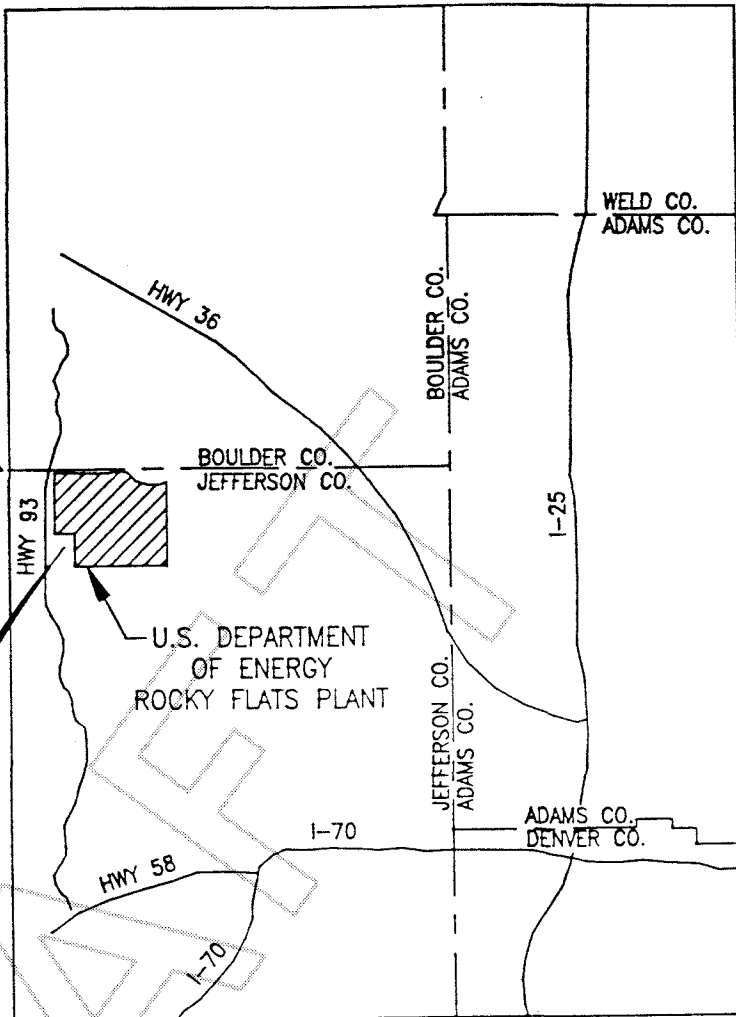 WELD CO.
ADAMS CO.
HWY 36
BOULDER CO.
ADAMS CO.
BOULDER CO.
JEFFERSON CO.
HWY 93
I-25
U.S. DEPARTMENT
OF ENERGY
ROCKY FLATS PLANT
JEFFERSON CO.
ADAMS CO.
ADAMS CO.
DENVER CO.
I-70
HWY 58
I-70